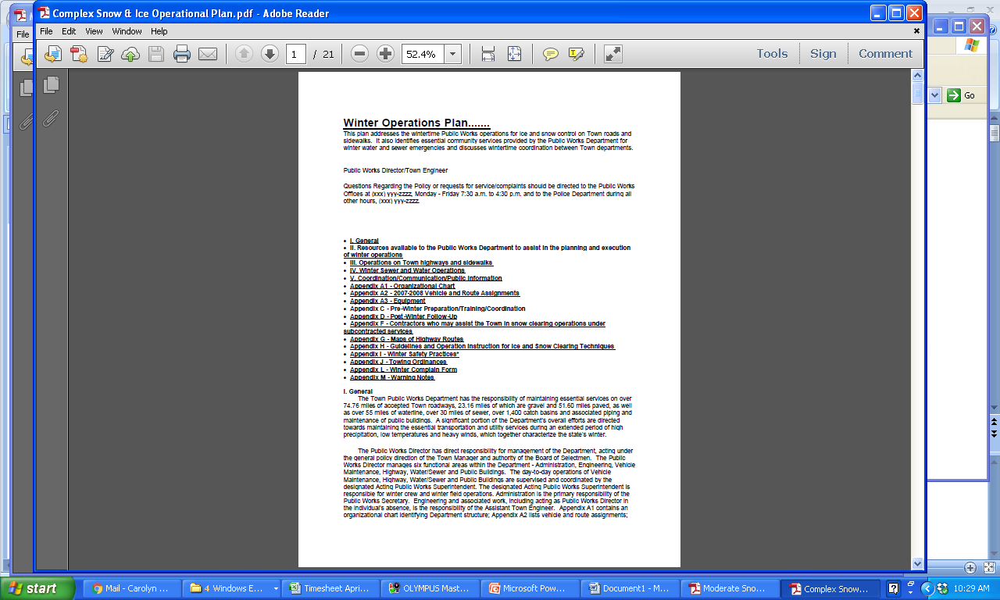 Complex Snow & Ice Operational Plan.pdf - Adobe Reader
File
File Edit View Window Help
1 / 21
52.4%
Tools Sign Comment
Go
Winter Operations Plan.......
This plan addresses the wintertime Public Works operations for ice and snow control on Town roads and
sidewalks. It also identifies essential community services provided by the Public Works Department for
winter water and sewer emergencies and discusses wintertime coordination between Town departments.
Public Works Director/Town Engineer
Questions Regarding the Policy or requests for service/complaints should be directed to the Public Works
Offices at (xxx) yyy-zzzz, Monday - Friday 7:30 a.m. to 4:30 p.m. and to the Police Department during all
other hours, (xxx) yyy-zzzz.
• I. General
• II. Resources available to the Public Works Department to assist in the planning and execution
of winter operations
• III. Operations on Town highways and sidewalks
• IV. Winter Sewer and Water Operations
• V. Coordination/Communication/Public Information
• Appendix A1 - Organizational Chart
• Appendix A2 - 2007-2008 Vehicle and Route Assignments
• Appendix A3 - Equipment
• Appendix C - Pre-Winter Preparation/Training/Coordination
• Appendix D - Post-Winter Follow-Up
• Appendix F - Contractors who may assist the Town in snow clearing operations under
subcontracted services
• Appendix G - Maps of Highway Routes
• Appendix H - Guidelines and Operation Instruction for Ice and Snow Clearing Techniques
• Appendix I - Winter Safety Practices*
• Appendix J - Towing Ordinances
• Appendix L - Winter Complain Form
• Appendix M - Warning Notes
I. General
The Town Public Works Department has the responsibility of maintaining essential services on over
74.76 miles of accepted Town roadways, 23.16 miles of which are gravel and 51.60 miles paved, as well
as over 55 miles of waterline, over 30 miles of sewer, over 1,400 catch basins and associated piping and
maintenance of public buildings. A significant portion of the Department's overall efforts are directed
towards maintaining the essential transportation and utility services during an extended period of high
precipitation, low temperatures and heavy winds, which together characterize the state's winter.
The Public Works Director has direct responsibility for management of the Department, acting under
the general policy direction of the Town Manager and authority of the Board of Selectmen. The Public
Works Director manages six functional areas within the Department - Administration, Engineering, Vehicle
Maintenance, Highway, Water/Sewer and Public Buildings. The day-to-day operations of Vehicle
Maintenance, Highway, Water/Sewer and Public Buildings are supervised and coordinated by the
designated Acting Public Works Superintendent. The designated Acting Public Works Superintendent is
responsible for winter crew and winter field operations. Administration is the primary responsibility of the
Public Works Secretary. Engineering and associated work, including acting as Public Works Director in
the individual's absence, is the responsibility of the Assistant Town Engineer. Appendix A1 contains an
organizational chart identifying Department structure; Appendix A2 lists vehicle and route assignments;
start Mail - Carolyn ... 4 Windows E... Timesheet Apri... OLYMPUS Mast... Microsoft Pow... Document1 - M... Moderate Sno... Complex Snow... 10:29 AM